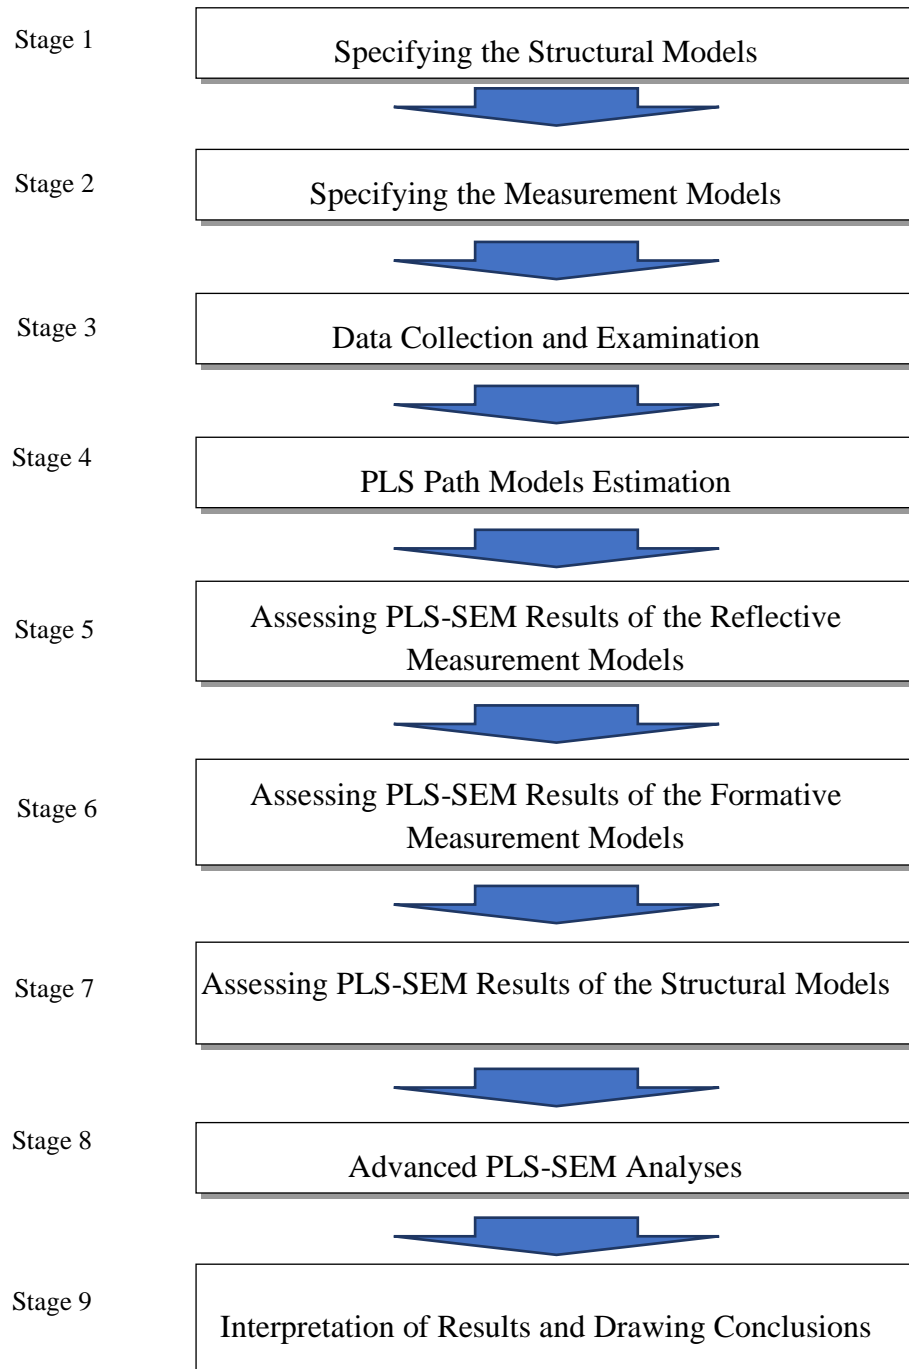 Stage 1
Specifying the Structural Models
Stage 2
Specifying the Measurement Models
Stage 3
Data Collection and Examination
Stage 4
PLS Path Models Estimation
Stage 5
Assessing PLS-SEM Results of the Reflective
Measurement Models
Stage 6
Assessing PLS-SEM Results of the Formative
Measurement Models
Stage 7
Assessing PLS-SEM Results of the Structural Models
Stage 8
Advanced PLS-SEM Analyses
Stage 9
Interpretation of Results and Drawing Conclusions